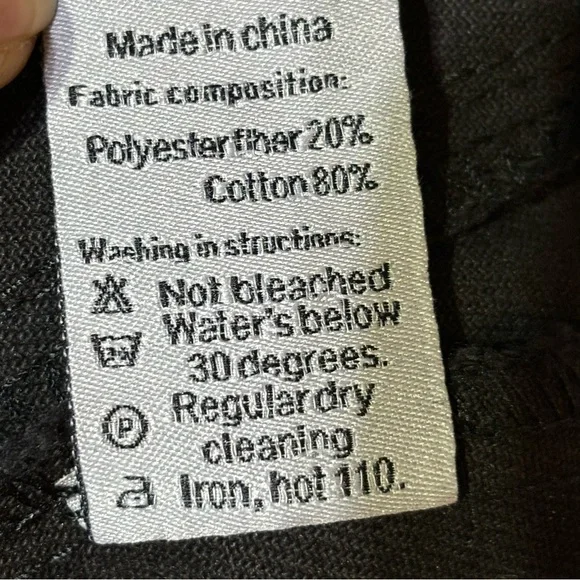 Made in china
Fabric composition:
Polyester fiber 20%
Cotton 80%
Washing in structions:
Not bleached
Water's below
30 degrees.
P
Regular dry
cleaning
Iron, hot 110.